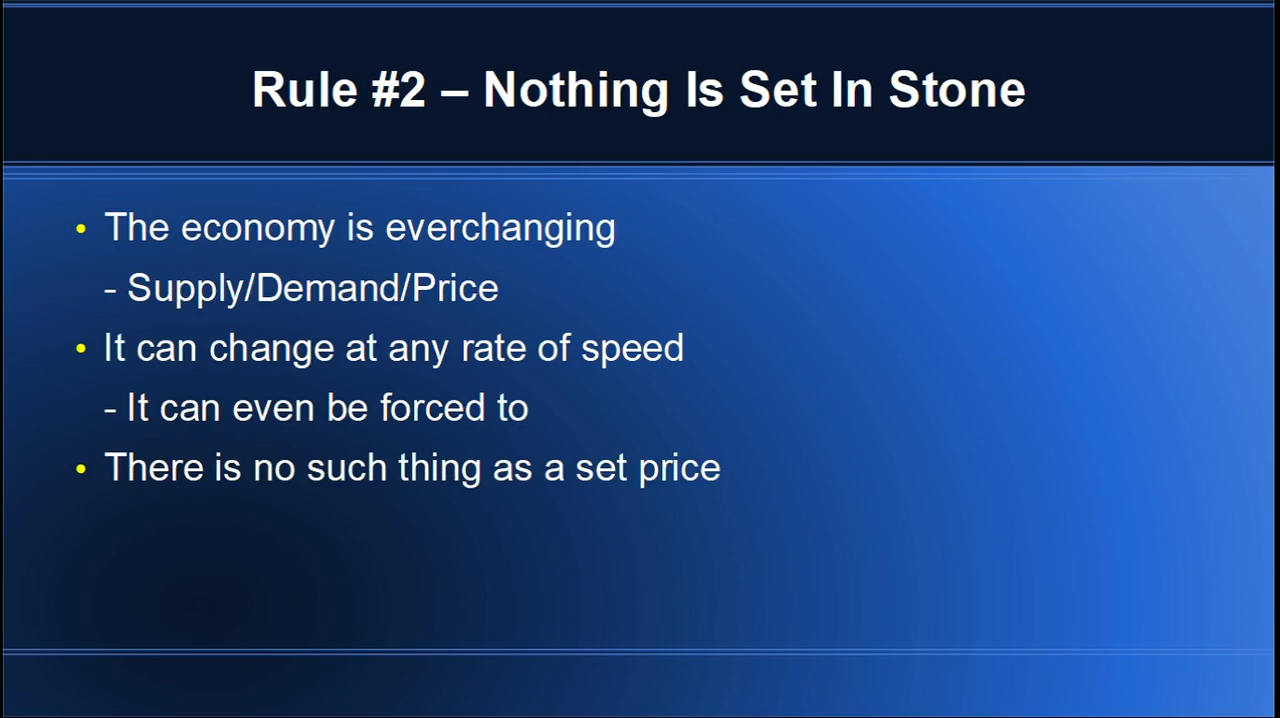 Rule #2 – Nothing Is Set In Stone
• The economy is everchanging
- Supply/Demand/Price
• It can change at any rate of speed
- It can even be forced to
• There is no such thing as a set price